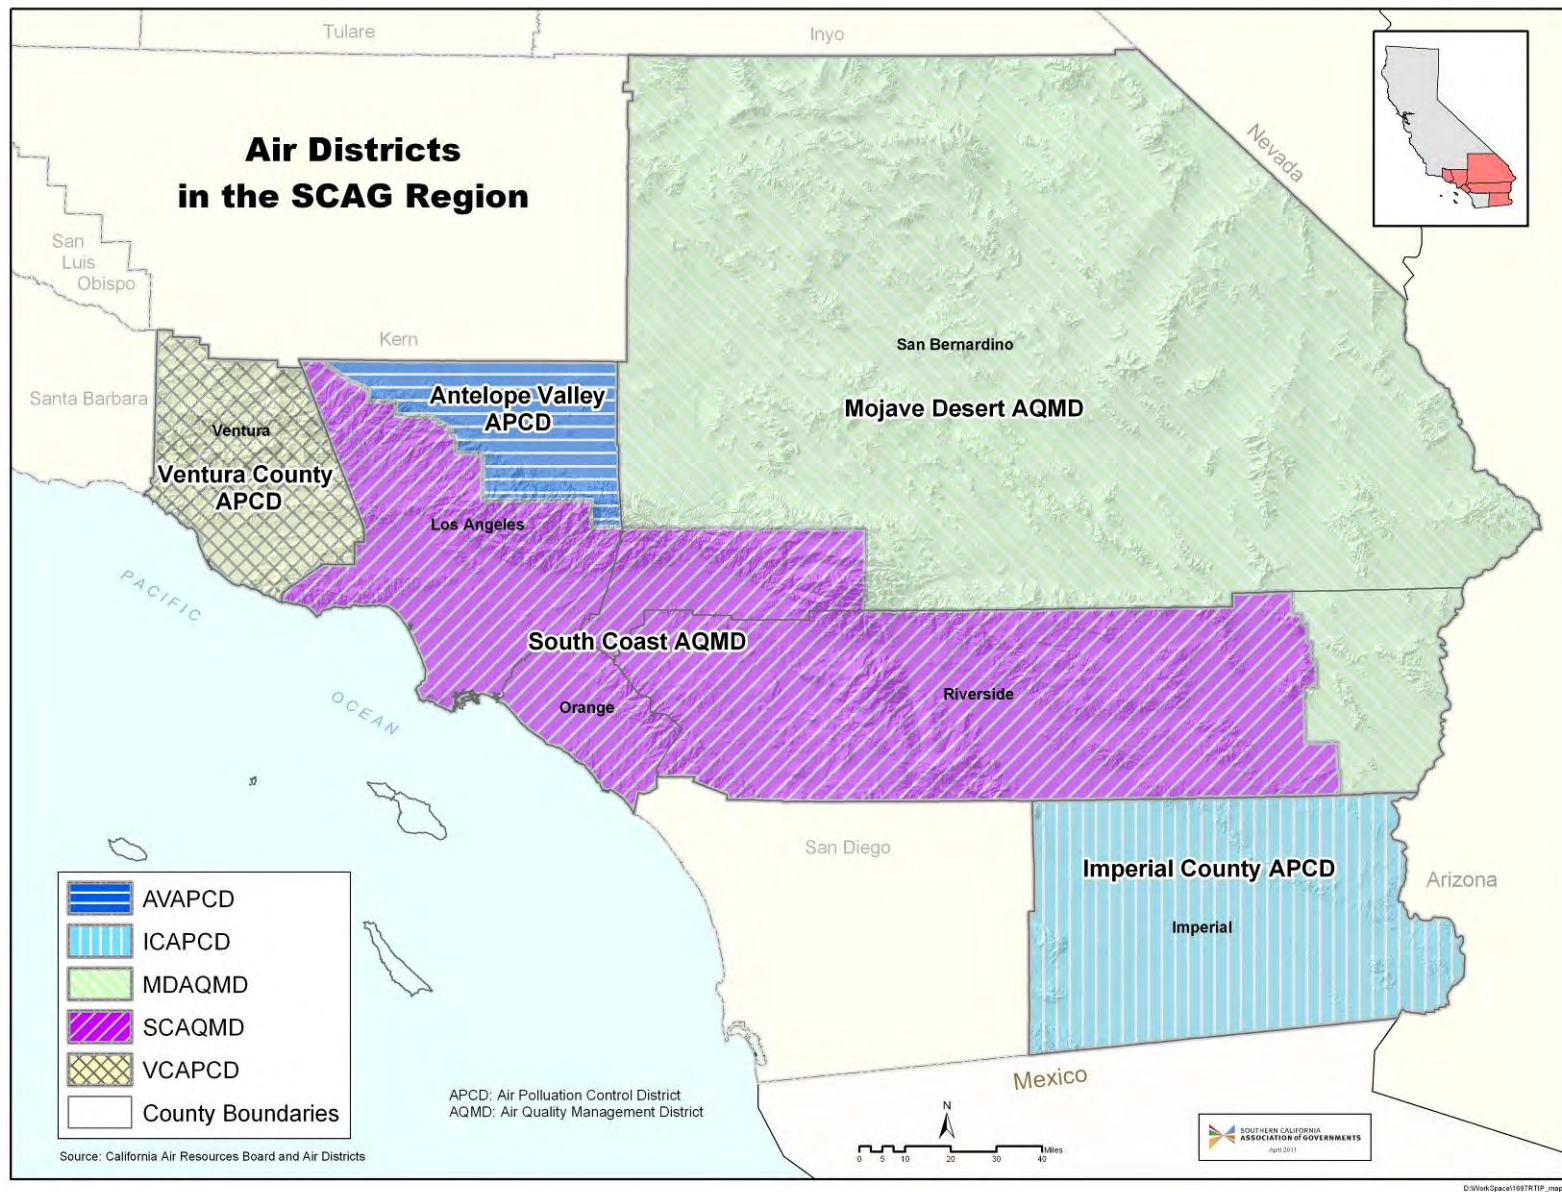 Tulare
Inyo
Air Districts
in the SCAG Region
Nevada
San
Luis
Obispo
Kern
San Bernardino
Santa Barbara
Antelope Valley
APCD
Mojave Desert AQMD
Ventura
Ventura County
APCD
Los Angeles
PACIFIC
OCEAN
South Coast AQMD
Riverside
Orange
San Diego
Imperial County APCD
Arizona
Imperial
AVAPCD
ICAPCD
MDAQMD
SCAQMD
VCAPCD
County Boundaries
Mexico
APCD: Air Polluation Control District
AQMD: Air Quality Management District
N
0 5 10 20 30 40 Miles
SOUTHERN CALIFORNIA
ASSOCIATION of GOVERNMENTS
April 2011
Source: California Air Resources Board and Air Districts
D:\WorkSpace\1697RTIP_map